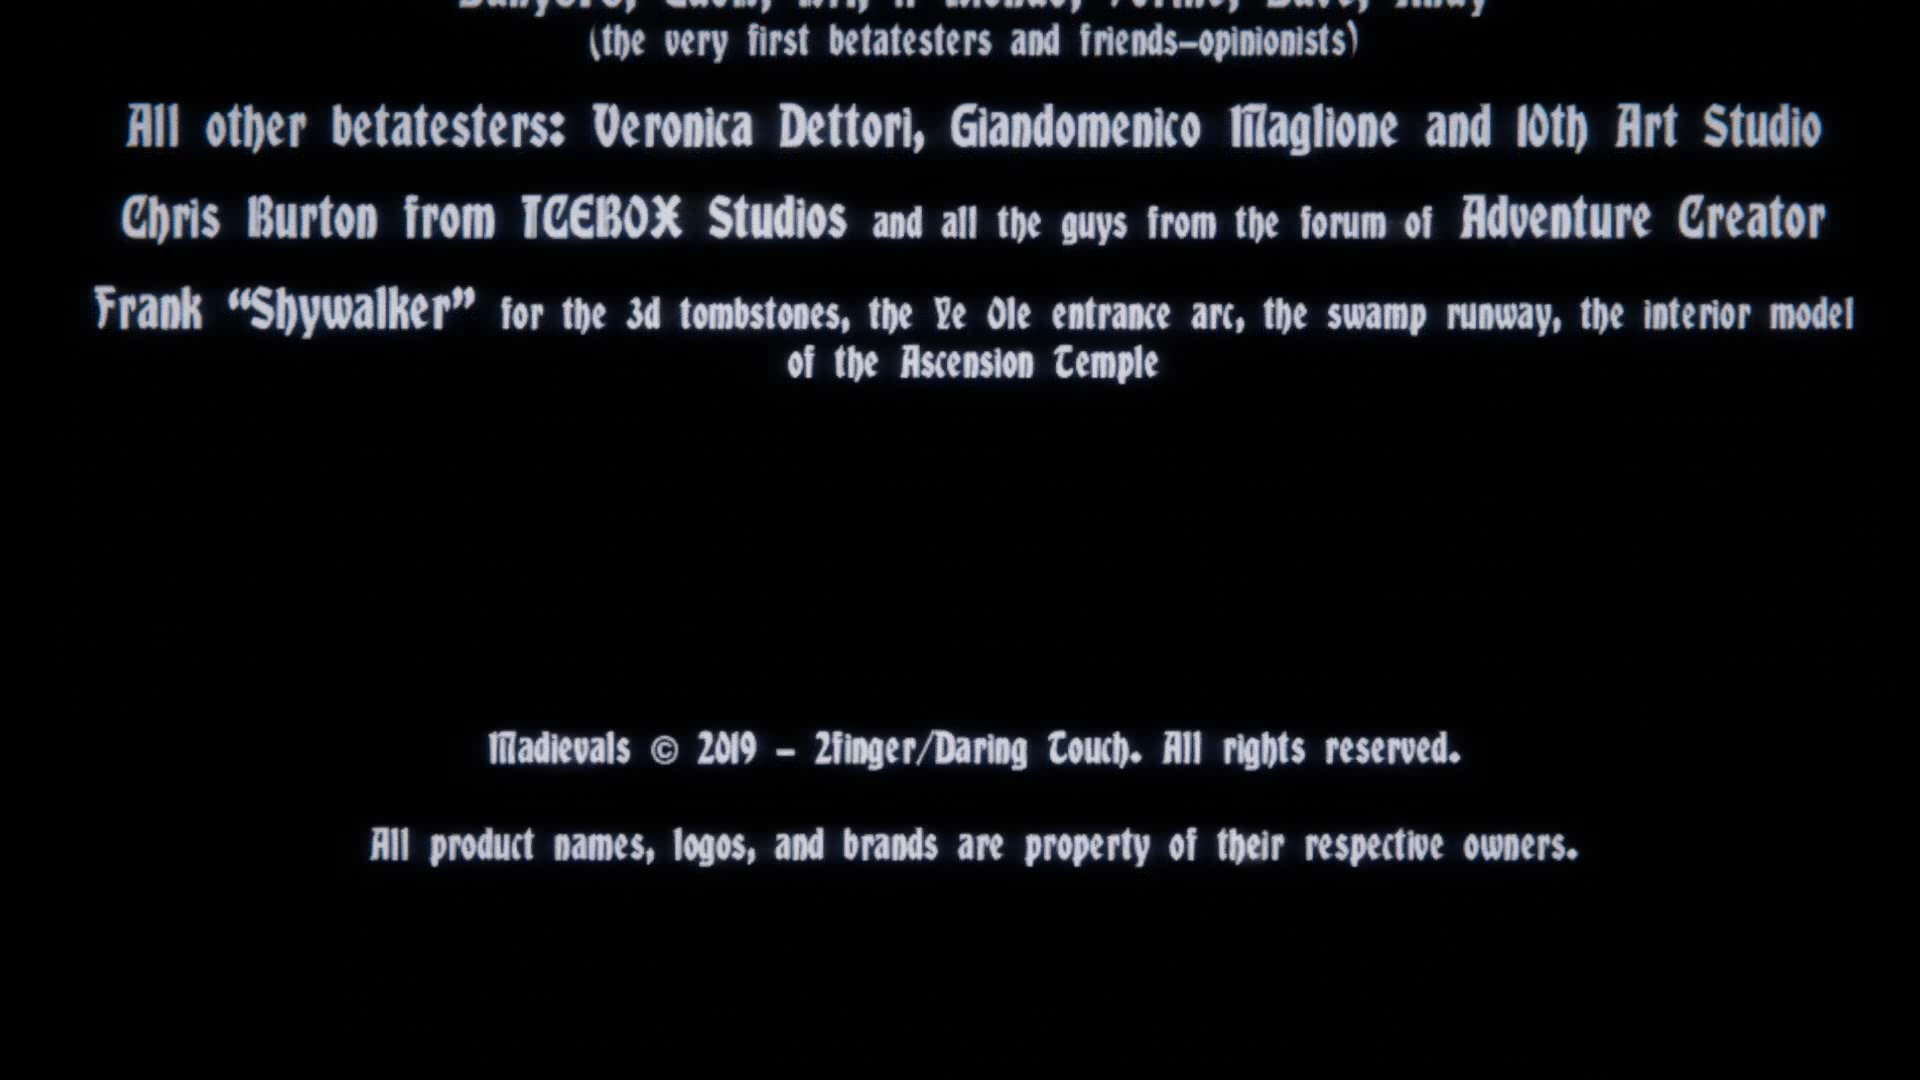 (the very first betatesters and friends-opinionists)
All other betatesters: Veronica Dettori, Giandomenico Maglione and 10th Art Studio
Chris Burton from ICEBOX Studios and all the guys from the forum of Adventure Creator
Frank “Shywalker” for the 3d tombstones, the Ye Ole entrance arc, the swamp runway, the interior model
of the Ascension Temple
Madievals © 2019 - 2finger/Daring Touch. All rights reserved.
All product names, logos, and brands are property of their respective owners.